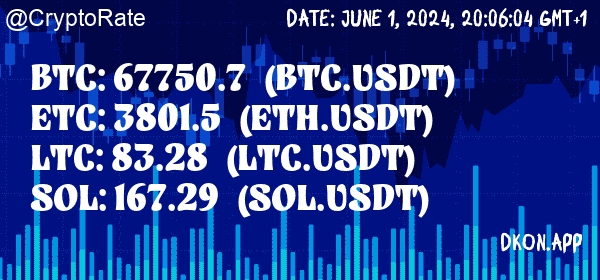 @CryptoRate
DATE: JUNE 1, 2024, 20:06:04 GMT+1
BTC: 67750.7 (BTC.USDT)
ETC: 3801.5 (ETH.USDT)
LTC: 83.28 (LTC.USDT)
SOL: 167.29 (SOL.USDT)
DKON.APP